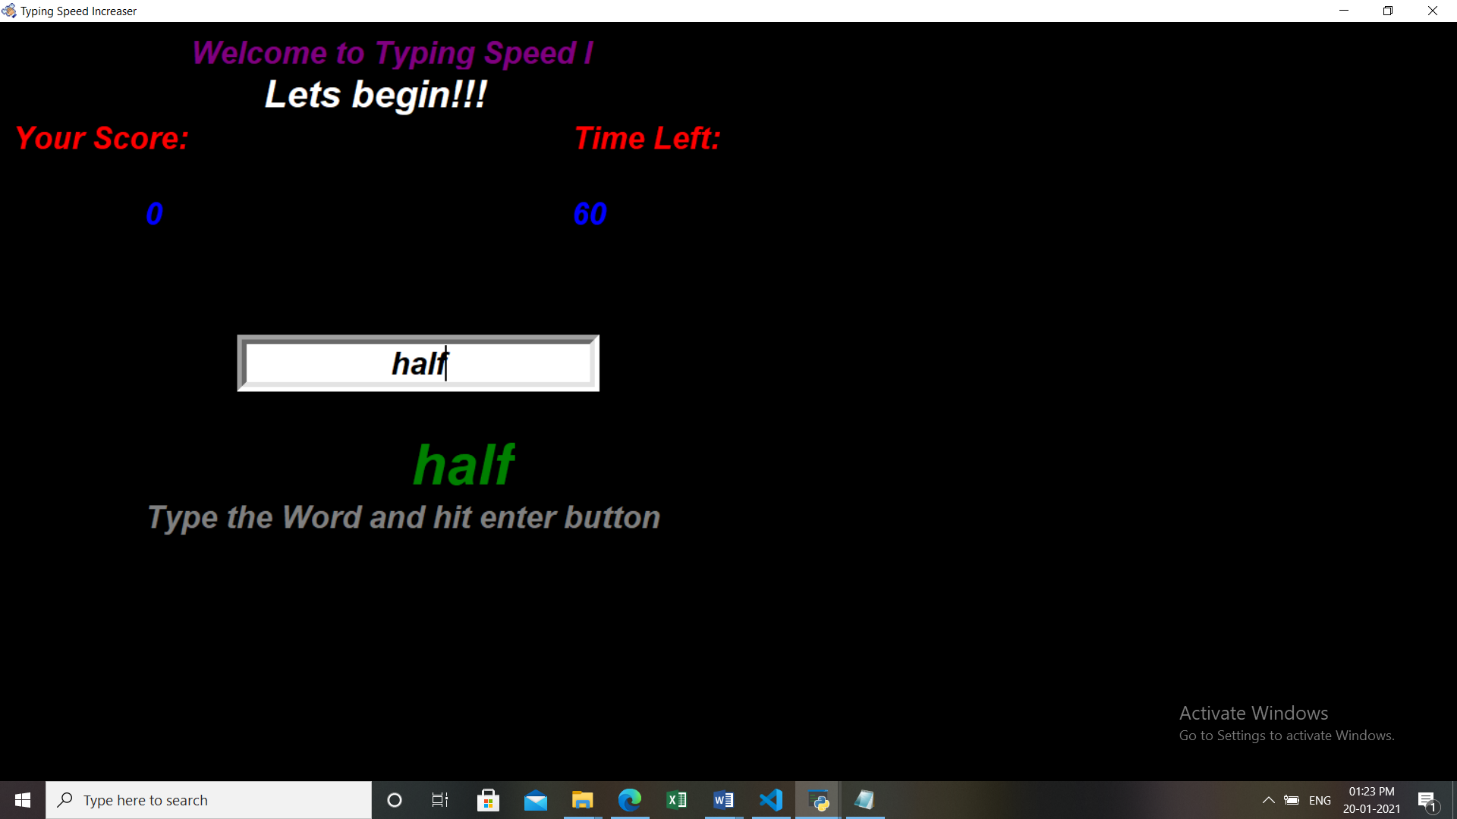 Typing Speed Increaser
Welcome to Typing Speed I
Lets begin!!!
Your Score:
Time Left:
0
60
half
half
Type the Word and hit enter button
Activate Windows
Go to Settings to activate Windows.
Type here to search
ENG
01:23 PM
20-01-2021
1